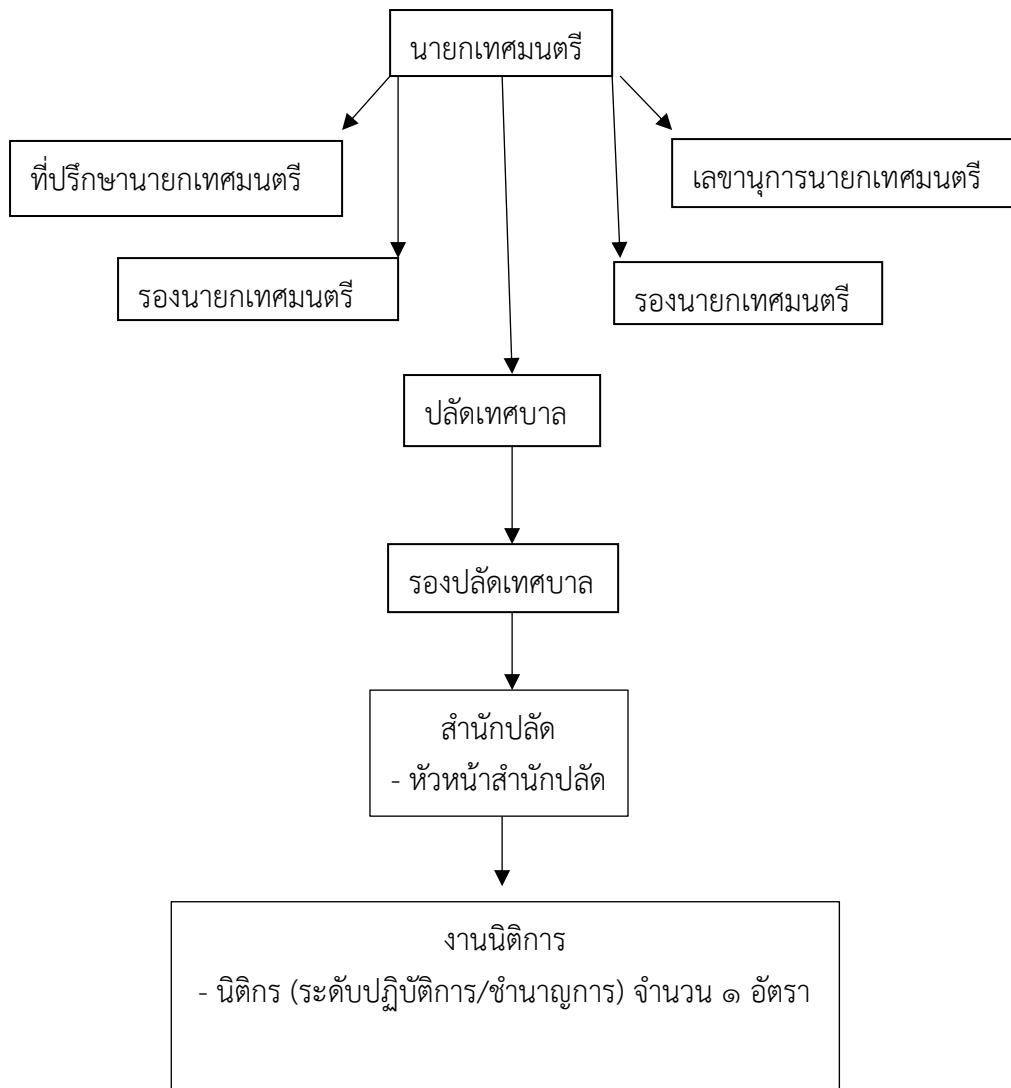 นายกเทศมนตรี
ที่ปรึกษานายกเทศมนตรี
เลขานุการนายกเทศมนตรี
รองนายกเทศมนตรี
รองนายกเทศมนตรี
ปลัดเทศบาล
รองปลัดเทศบาล
สำนักปลัด
- หัวหน้าสำนักปลัด
งานนิติการ
- นิติกร (ระดับปฏิบัติการ/ชำนาญการ) จำนวน ๑ อัตรา